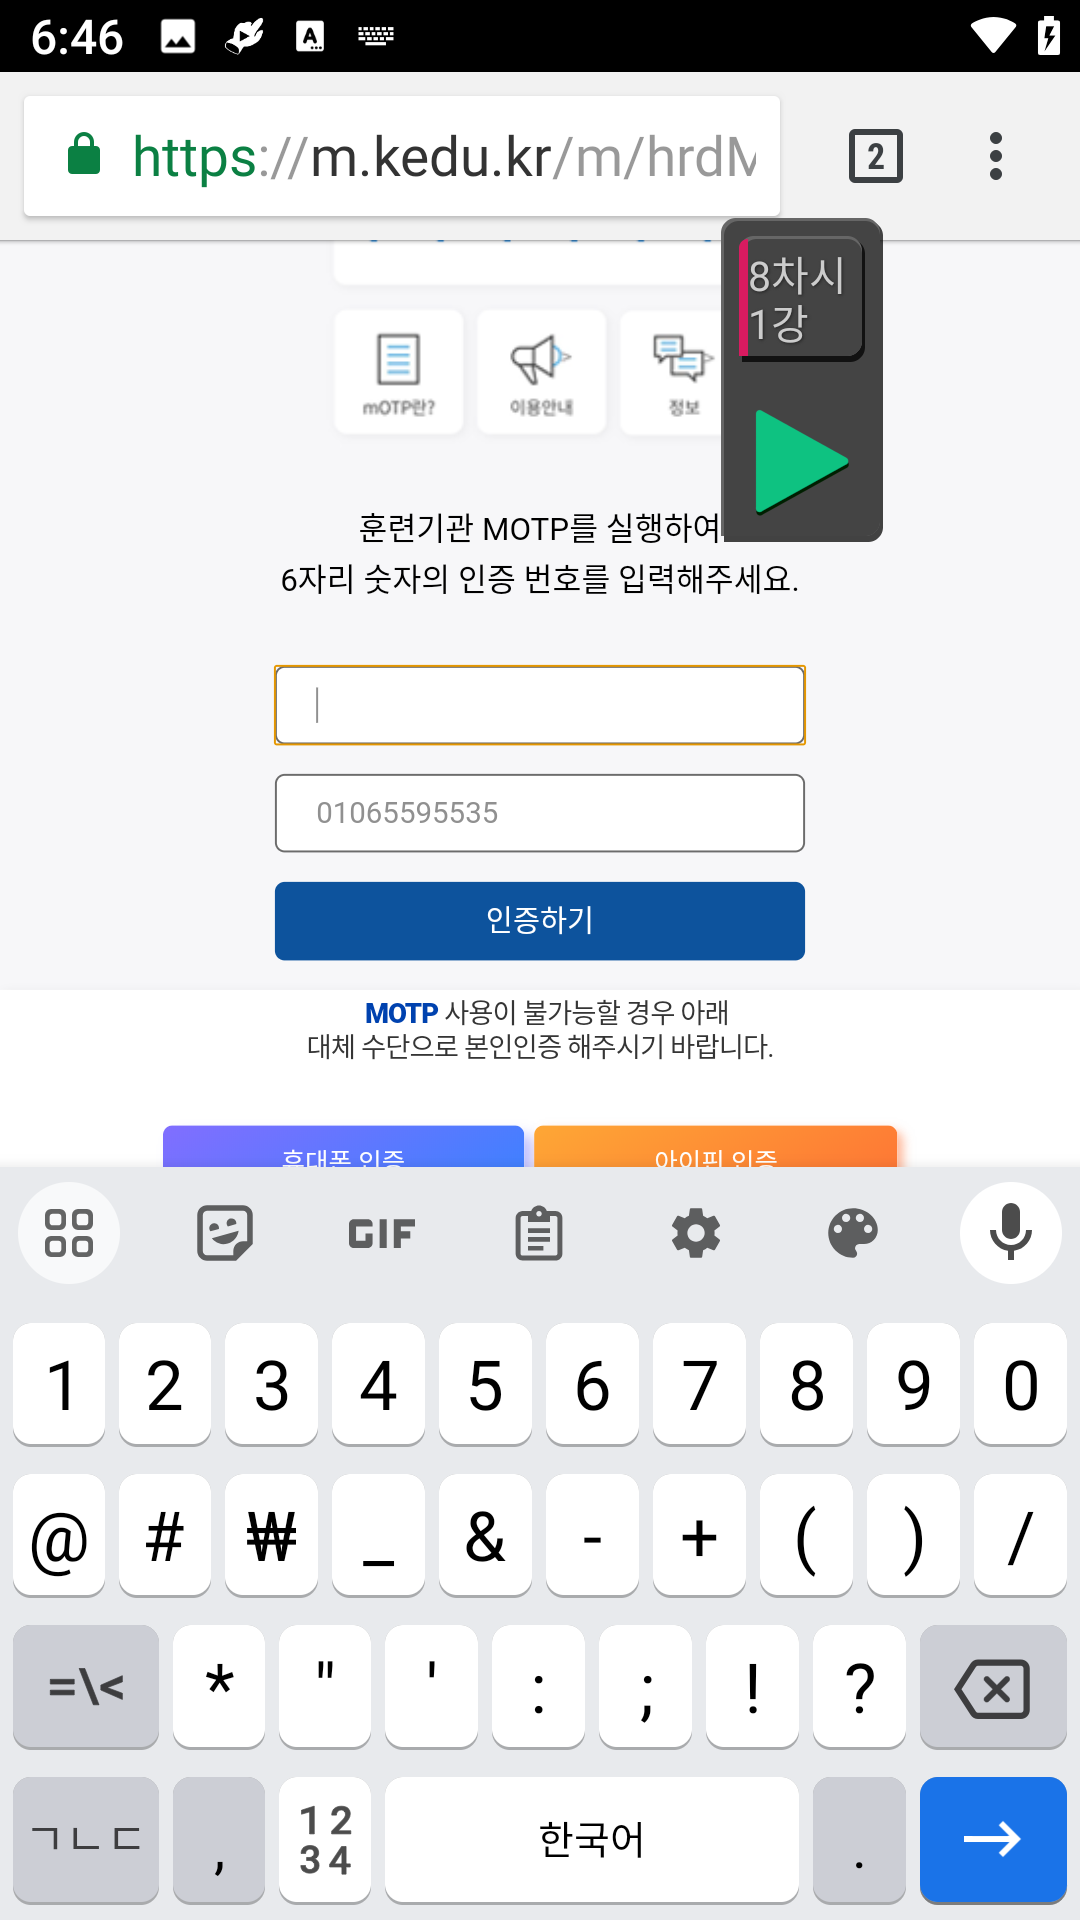 6:46
https://m.kedu.kr/m/hrdM
2
8차시
1강
mOTP란?
이용안내
정보
훈련기관 MOTP를 실행하여
6자리 숫자의 인증 번호를 입력해주세요.
01065595535
인증하기
MOTP 사용이 불가능할 경우 아래
대체 수단으로 본인인증 해주시기 바랍니다.
휴대폰 인증
아이핀 인증
GIF
1 2 3 4 5 6 7 8 9 0
@ # ₩ _ & - + ( ) /
=\< * " ' : ; ! ?
ㄱㄴㄷ , 1 2 3 4 한국어 .